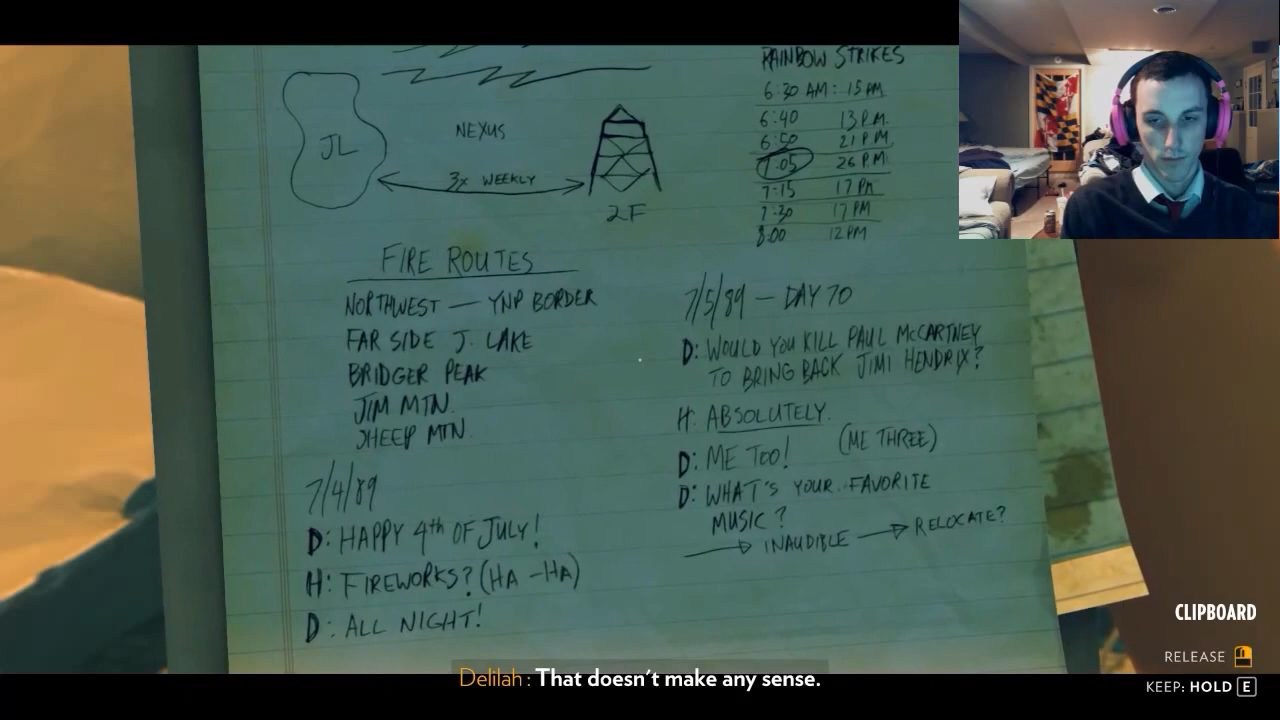 JL
NEXUS
3x WEEKLY
2F
RAINBOW STRIKES
6:30 AM: 15 PM
6:40 13 P.M.
6:50 21 P.M.
7:05 26 P.M
7:15 17 PM
7:30 17 PM
8:00 12 PM
FIRE ROUTES
NORTHWEST — YNP BORDER
FAR SIDE J. LAKE
BRIDGER PEAK
JIM MTN.
SHEEP MTN.
7/4/89
D: HAPPY 4th OF JULY!
H: FIREWORKS? (HA-HA)
D: ALL NIGHT!
7/5/89 — DAY 70
D: WOULD YOU KILL PAUL McCARTNEY
TO BRING BACK JIMI HENDRIX?
H: ABSOLUTELY.
D: ME TOO! (ME THREE)
D: WHAT'S YOUR FAVORITE
MUSIC?
→ INAUDIBLE → RELOCATE?
CLIPBOARD
RELEASE
KEEP: HOLD E
Delilah : That doesn't make any sense.